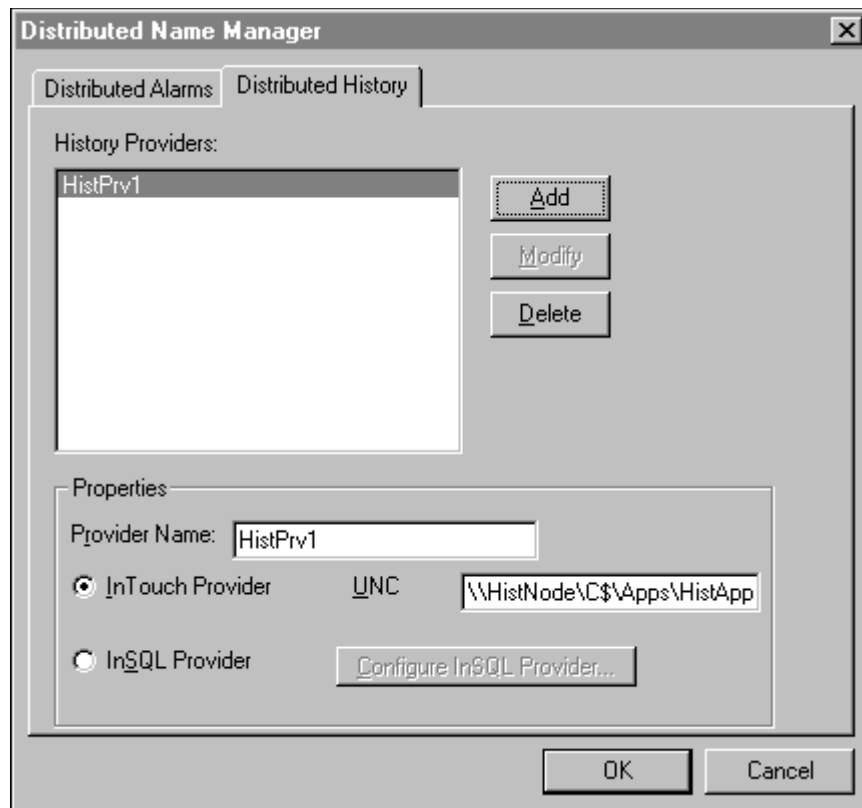 Distributed Name Manager
Distributed Alarms
Distributed History
History Providers:
HistPrv1
Add
Modify
Delete
Properties
Provider Name: HistPrv1
InTouch Provider UNC \\HistNode\C$\Apps\HistApp
InSQL Provider Configure InSQL Provider...
OK Cancel